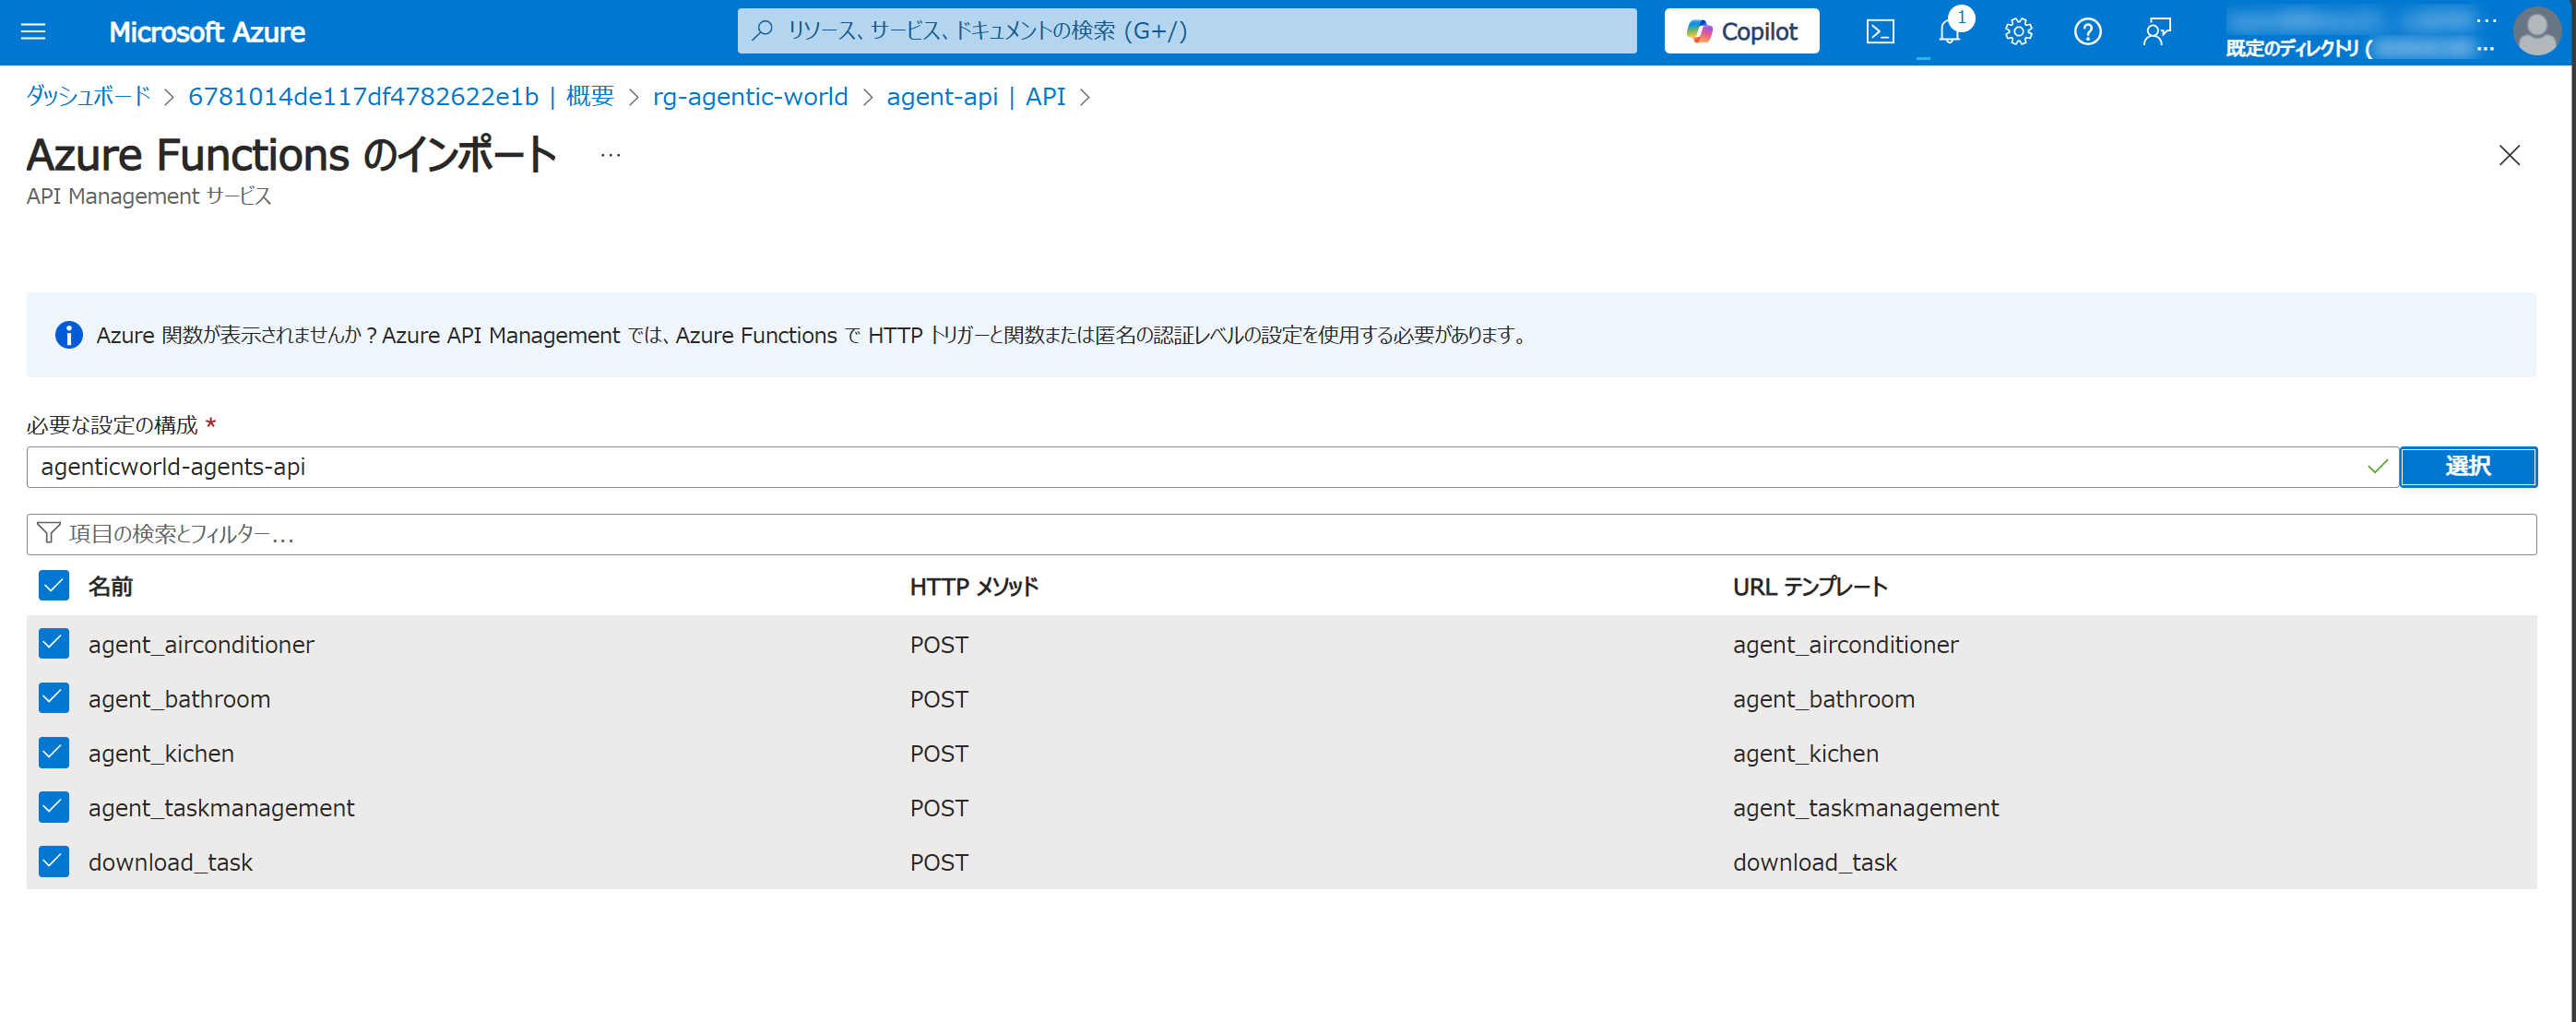 Microsoft Azure
リソース、サービス、ドキュメントの検索 (G+/)
Copilot
1
...
既定のディレクトリ ( ...
ダッシュボード > 6781014de117df4782622e1b | 概要 > rg-agentic-world > agent-api | API >
Azure Functions のインポート ...
API Management サービス
Azure 関数が表示されませんか？Azure API Management では、Azure Functions で HTTP トリガーと関数または匿名の認証レベルの設定を使用する必要があります。
必要な設定の構成 *
agenticworld-agents-api
選択
項目の検索とフィルター...
名前 HTTP メソッド URL テンプレート
agent_airconditioner POST agent_airconditioner
agent_bathroom POST agent_bathroom
agent_kichen POST agent_kichen
agent_taskmanagement POST agent_taskmanagement
download_task POST download_task